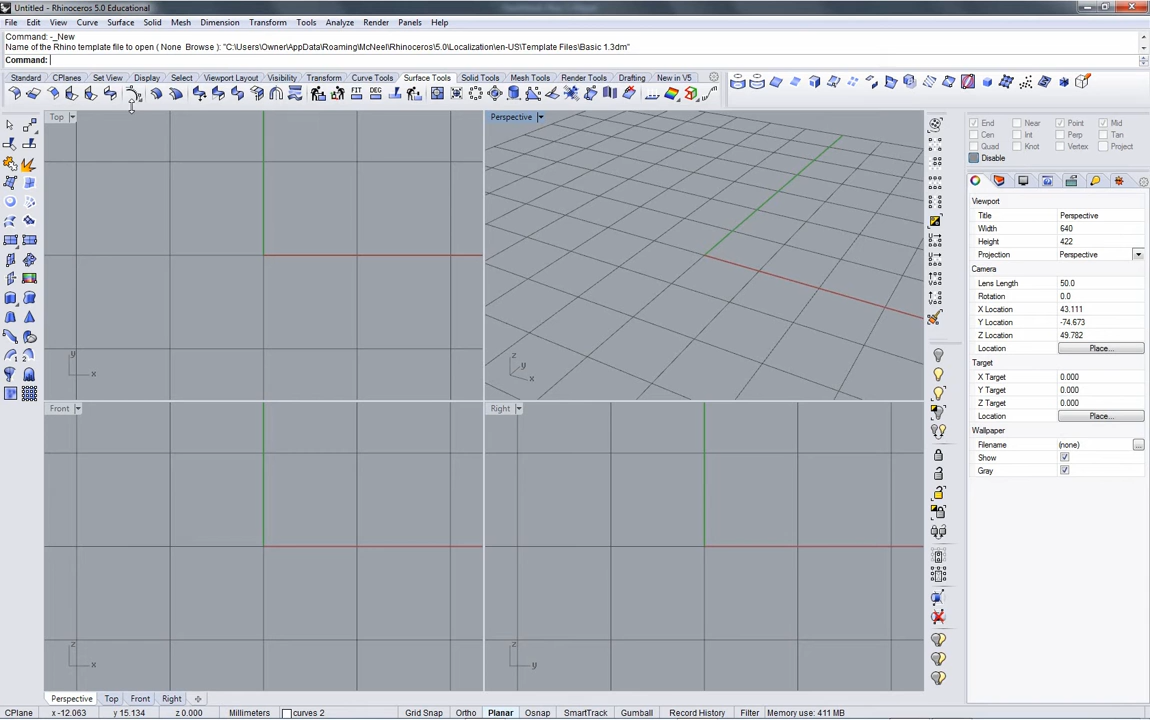 Untitled - Rhinoceros 5.0 Educational
File Edit View Curve Surface Solid Mesh Dimension Transform Tools Analyze Render Panels Help
Command: -_New
Name of the Rhino template file to open ( None  Browse ): "C:\Users\Owner\AppData\Roaming\McNeel\Rhinoceros\5.0\Localization\en-US\Template Files\Basic 1.3dm"
Command:
Standard CPlanes Set View Display Select Viewport Layout Visibility Transform Curve Tools Surface Tools Solid Tools Mesh Tools Render Tools Drafting New in V5
FIT DEG
Top
Perspective
End Near Point Mid
Cen Int Perp Tan
Quad Knot Vertex Project
Disable
Viewport
Title Perspective
Width 640
Height 422
Projection Perspective
Camera
Lens Length 50.0
Rotation 0.0
X Location 43.111
Y Location -74.673
Z Location 49.782
Location Place...
Target
X Target 0.000
Y Target 0.000
Z Target 0.000
Location Place...
Wallpaper
Filename (none) ...
Show
Gray
y
x
z
y
x
Front
Right
z
x
z
y
Perspective Top Front Right
CPlane x -12.063 y 15.134 z 0.000 Millimeters curves 2 Grid Snap Ortho Planar Osnap SmartTrack Gumball Record History Filter Memory use: 411 MB